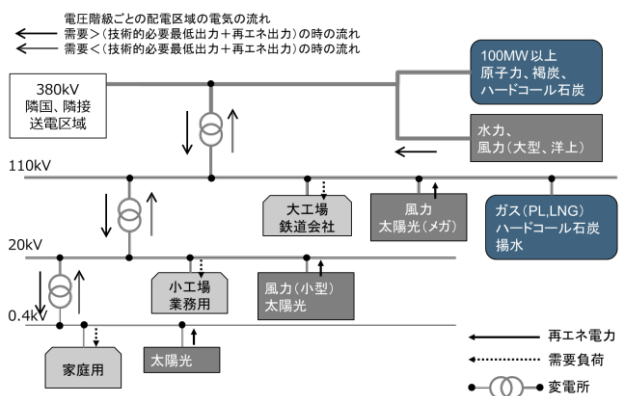 電圧階級ごとの配電区域の電気の流れ
需要＞（技術的必要最低出力＋再エネ出力）の時の流れ
需要＜（技術的必要最低出力＋再エネ出力）の時の流れ
380kV
隣国、隣接
送電区域
100MW以上
原子力、褐炭、
ハードコール石炭
水力、
風力（大型、洋上）
110kV
大工場
鉄道会社
風力
太陽光（メガ）
ガス（PL,LNG）
ハードコール石炭
揚水
20kV
小工場
業務用
風力（小型）
太陽光
0.4kV
家庭用
太陽光
再エネ電力
需要負荷
変電所